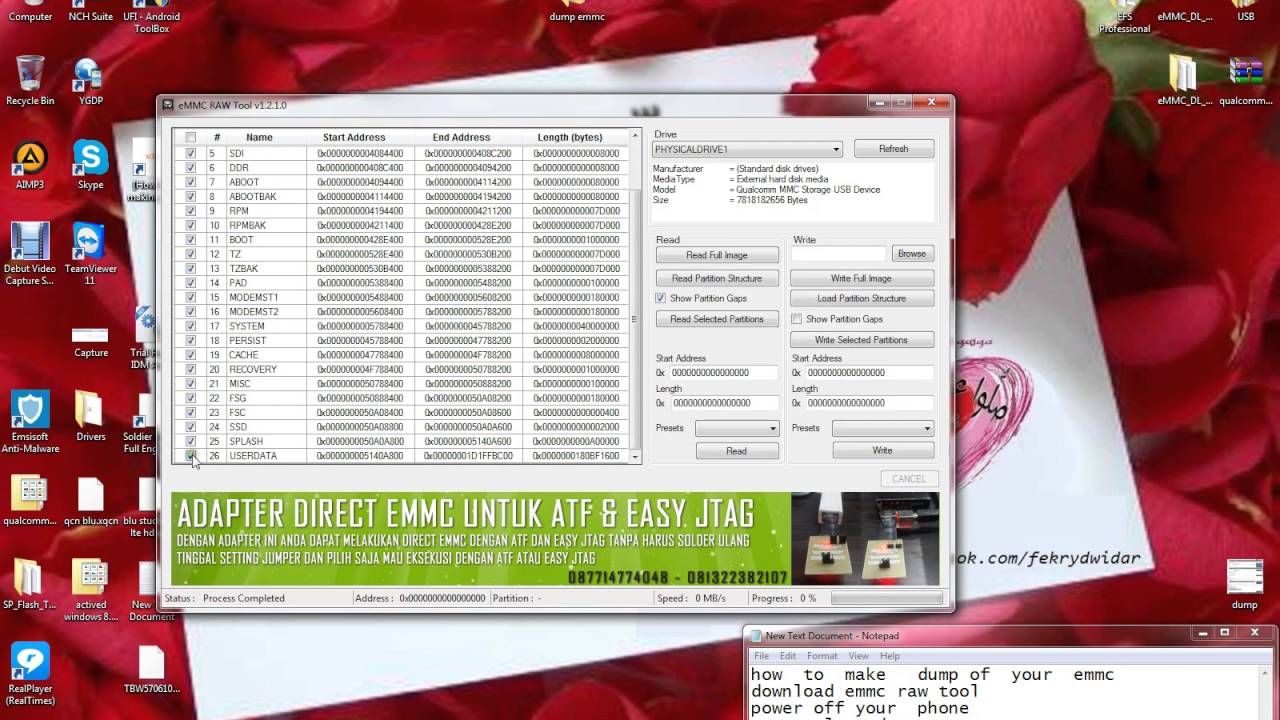 Computer
NCH Suite
UFI - Android
ToolBox
dump emmc
EFS
Professional
eMMC_DL_...
USB
Recycle Bin
YGDP
eMMC_DL_...
qualcomm...
AIMP3
Skype
(Hov
makin
Debut Video
Capture S...
TeamViewer
11
Capture
Trial
IDM
Emsisoft
Anti-Malware
Drivers
Soldier
Full Eng
qualcomm...
qcn blu.xqcn
blu stud
lte hd
SP_Flash_T...
actived
windows 8....
New
Document
RealPlayer
(RealTimes)
TBW570610...
dump
ok.com/fekrydwidar
eMMC RAW Tool v1.2.1.0
# Name Start Address End Address Length (bytes)
5 SDI 0x0000000004084400 0x000000000408C200 0x0000000000008000
6 DDR 0x000000000408C400 0x0000000004094200 0x0000000000008000
7 ABOOT 0x0000000004094400 0x0000000004114200 0x0000000000080000
8 ABOOTBAK 0x0000000004114400 0x0000000004194200 0x0000000000080000
9 RPM 0x0000000004194400 0x0000000004211200 0x000000000007D000
10 RPMBAK 0x0000000004211400 0x000000000428E200 0x000000000007D000
11 BOOT 0x000000000428E400 0x000000000528E200 0x0000000001000000
12 TZ 0x000000000528E400 0x000000000530B200 0x000000000007D000
13 TZBAK 0x000000000530B400 0x0000000005388200 0x000000000007D000
14 PAD 0x0000000005388400 0x0000000005488200 0x0000000000100000
15 MODEMST1 0x0000000005488400 0x0000000005608200 0x0000000000180000
16 MODEMST2 0x0000000005608400 0x0000000005788200 0x0000000000180000
17 SYSTEM 0x0000000005788400 0x0000000045788200 0x0000000040000000
18 PERSIST 0x0000000045788400 0x0000000047788200 0x0000000002000000
19 CACHE 0x0000000047788400 0x000000004F788200 0x0000000008000000
20 RECOVERY 0x000000004F788400 0x0000000050788200 0x0000000001000000
21 MISC 0x0000000050788400 0x0000000050888200 0x0000000000100000
22 FSG 0x0000000050888400 0x0000000050A08200 0x0000000000180000
23 FSC 0x0000000050A08400 0x0000000050A08600 0x0000000000000400
24 SSD 0x0000000050A08800 0x0000000050A0A600 0x0000000000002000
25 SPLASH 0x0000000050A0A800 0x000000005140A600 0x0000000000A00000
26 USERDATA 0x000000005140A800 0x00000001D1FFBC00 0x0000000180BF1600
Drive
PHYSICALDRIVE1 Refresh
Manufacturer = (Standard disk drives)
MediaType = External hard disk media
Model = Qualcomm MMC Storage USB Device
Size = 7818182656 Bytes
Read
Read Full Image
Read Partition Structure
Show Partition Gaps
Read Selected Partitions
Start Address
0x 0000000000000000
Length
0x 0000000000000000
Presets
Read
Write
Browse
Write Full Image
Load Partition Structure
Show Partition Gaps
Write Selected Partitions
Start Address
0x 0000000000000000
Length
0x 0000000000000000
Presets
Write
CANCEL
ADAPTER DIRECT EMMC UNTUK ATF & EASY JTAG
DENGAN ADAPTER INI ANDA DAPAT MELAKUKAN DIRECT EMMC DENGAN ATF DAN EASY JTAG TANPA HARUS SOLDER ULANG
TINGGAL SETTING JUMPER DAN PILIH SAJA MAU EKSEKUSI DENGAN ATF ATAU EASY JTAG
087714774048 - 081322382107
Status : Process Completed Address : 0x0000000000000000 Partition : - Speed : 0 MB/s Progress : 0 %
New Text Document - Notepad
File Edit Format View Help
how to make dump of your emmc
download emmc raw tool
power off your phone